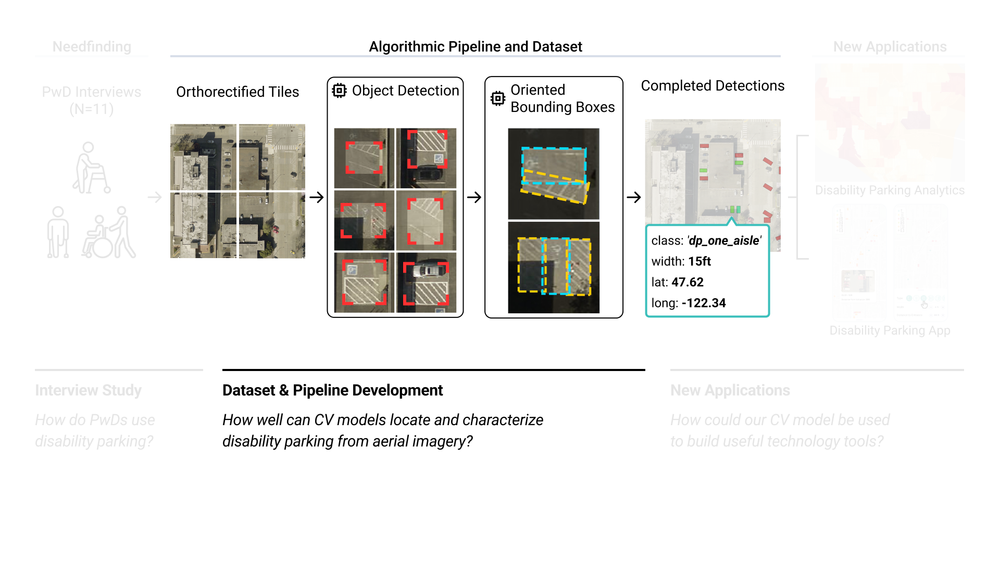 Needfinding
Algorithmic Pipeline and Dataset
New Applications
PwD Interviews
(N=11)
Orthorectified Tiles
Object Detection
Oriented
Bounding Boxes
Completed Detections
class: 'dp_one_aisle'
width: 15ft
lat: 47.62
long: -122.34
Disability Parking Analytics
Disability Parking App
Interview Study
How do PwDs use
disability parking?
Dataset & Pipeline Development
How well can CV models locate and characterize
disability parking from aerial imagery?
New Applications
How could our CV model be used
to build useful technology tools?